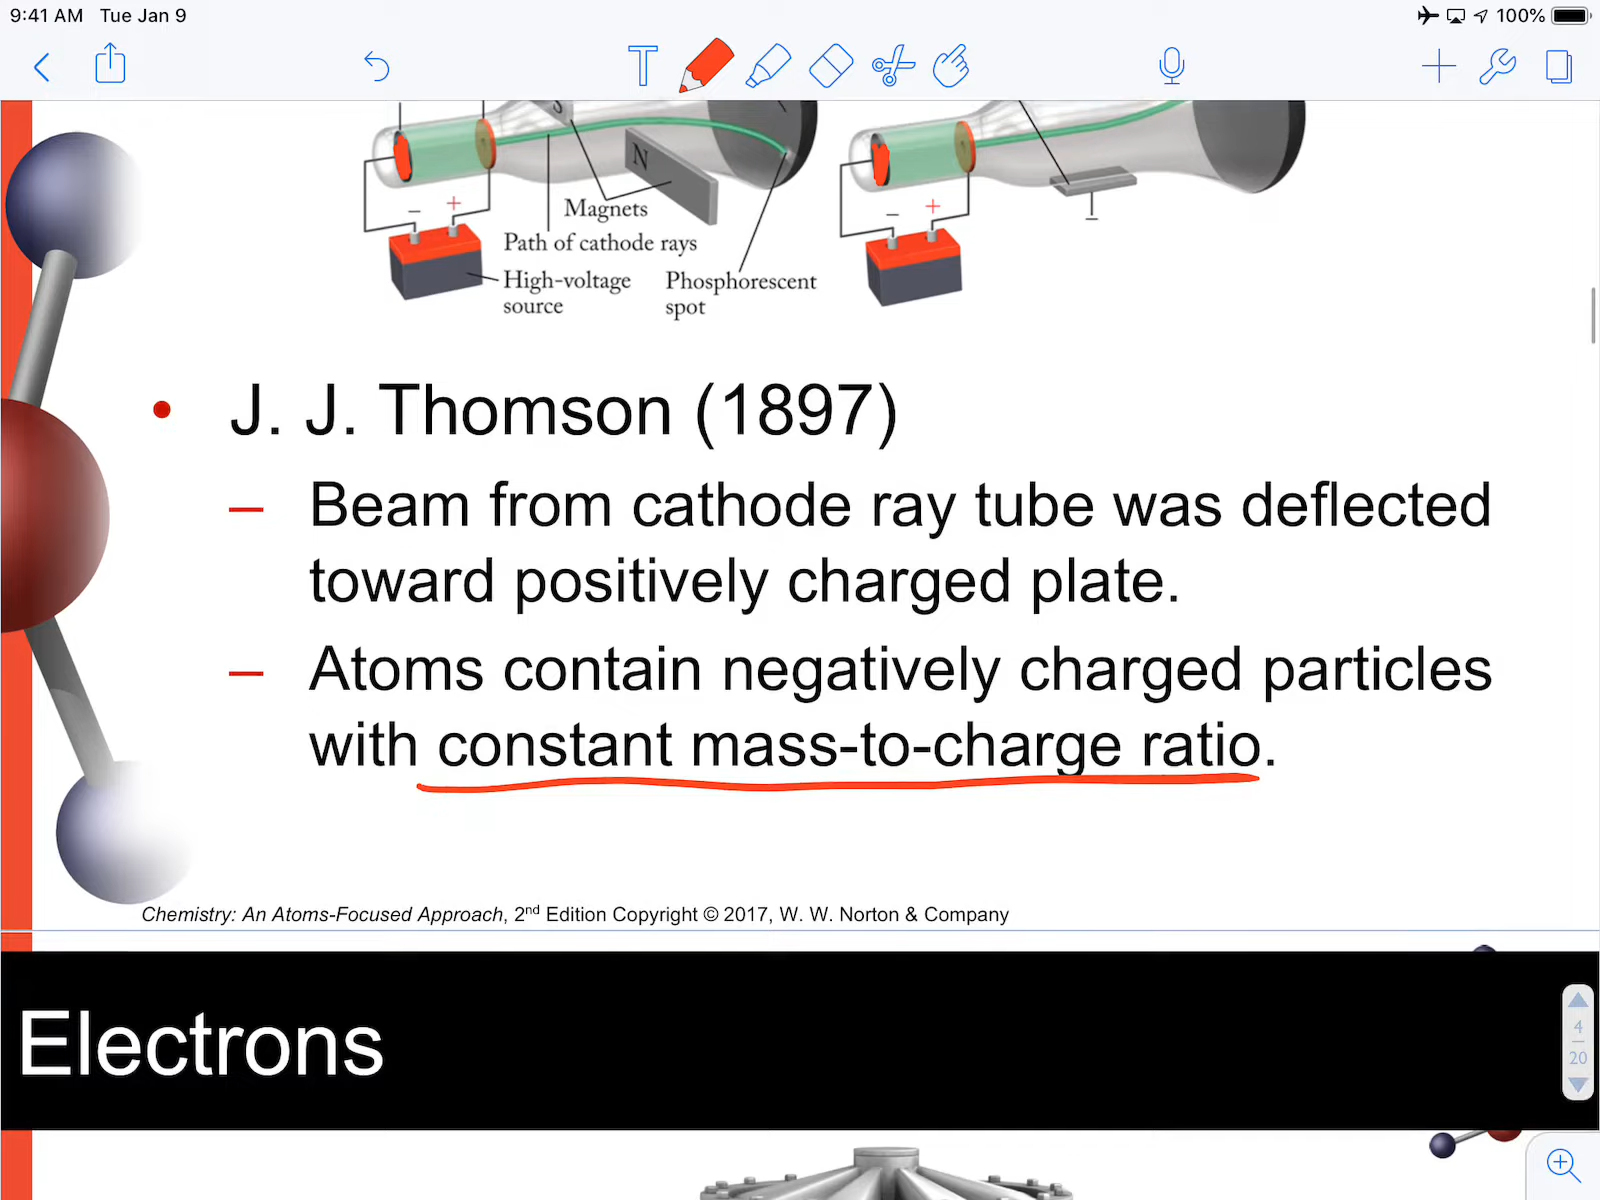 9:41 AM Tue Jan 9
100%
T
S
N
Magnets
Path of cathode rays
High-voltage
source
Phosphorescent
spot
− +
− +
• J. J. Thomson (1897)
– Beam from cathode ray tube was deflected
toward positively charged plate.
– Atoms contain negatively charged particles
with constant mass-to-charge ratio.
Chemistry: An Atoms-Focused Approach, 2nd Edition Copyright © 2017, W. W. Norton & Company
Electrons
4
20